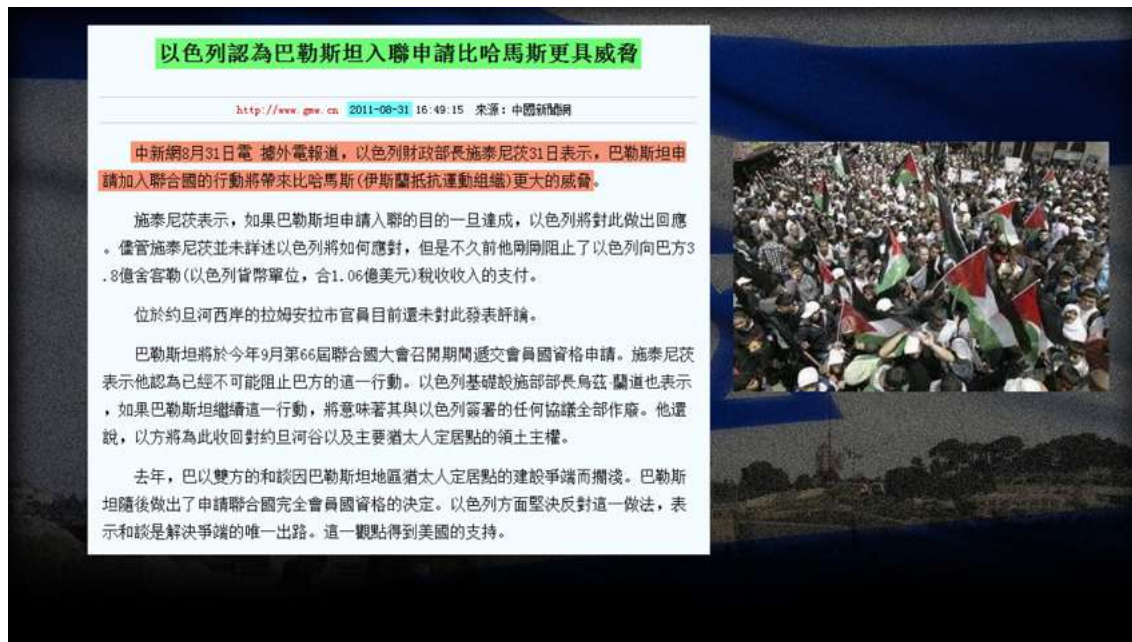 以色列認為巴勒斯坦入聯申請比哈馬斯更具威脅
http://www.gmw.cn 2011-08-31 16:49:15 來源：中國新聞網
中新網8月31日電 據外電報道，以色列財政部長施泰尼茨31日表示，巴勒斯坦申
請加入聯合國的行動將帶來比哈馬斯(伊斯蘭抵抗運動組織)更大的威脅。
施泰尼茨表示，如果巴勒斯坦申請入聯的目的一旦達成，以色列將對此做出回應
。儘管施泰尼茨並未詳述以色列將如何應對，但是不久前他剛剛阻止了以色列向巴方3
.8億舍客勒(以色列貨幣單位，合1.06億美元)稅收收入的支付。
位於約旦河西岸的拉姆安拉市官員目前還未對此發表評論。
巴勒斯坦將於今年9月第66屆聯合國大會召開期間遞交會員國資格申請。施泰尼茨
表示他認為已經不可能阻止巴方的這一行動。以色列基礎設施部部長烏茲·蘭道也表示
，如果巴勒斯坦繼續這一行動，將意味著其與以色列簽署的任何協議全部作廢。他還
說，以方將為此收回對約旦河谷以及主要猶太人定居點的領土主權。
去年，巴以雙方的和談因巴勒斯坦地區猶太人定居點的建設爭端而擱淺。巴勒斯
坦隨後做出了申請聯合國完全會員國資格的決定。以色列方面堅決反對這一做法，表
示和談是解決爭端的唯一出路。這一觀點得到美國的支持。